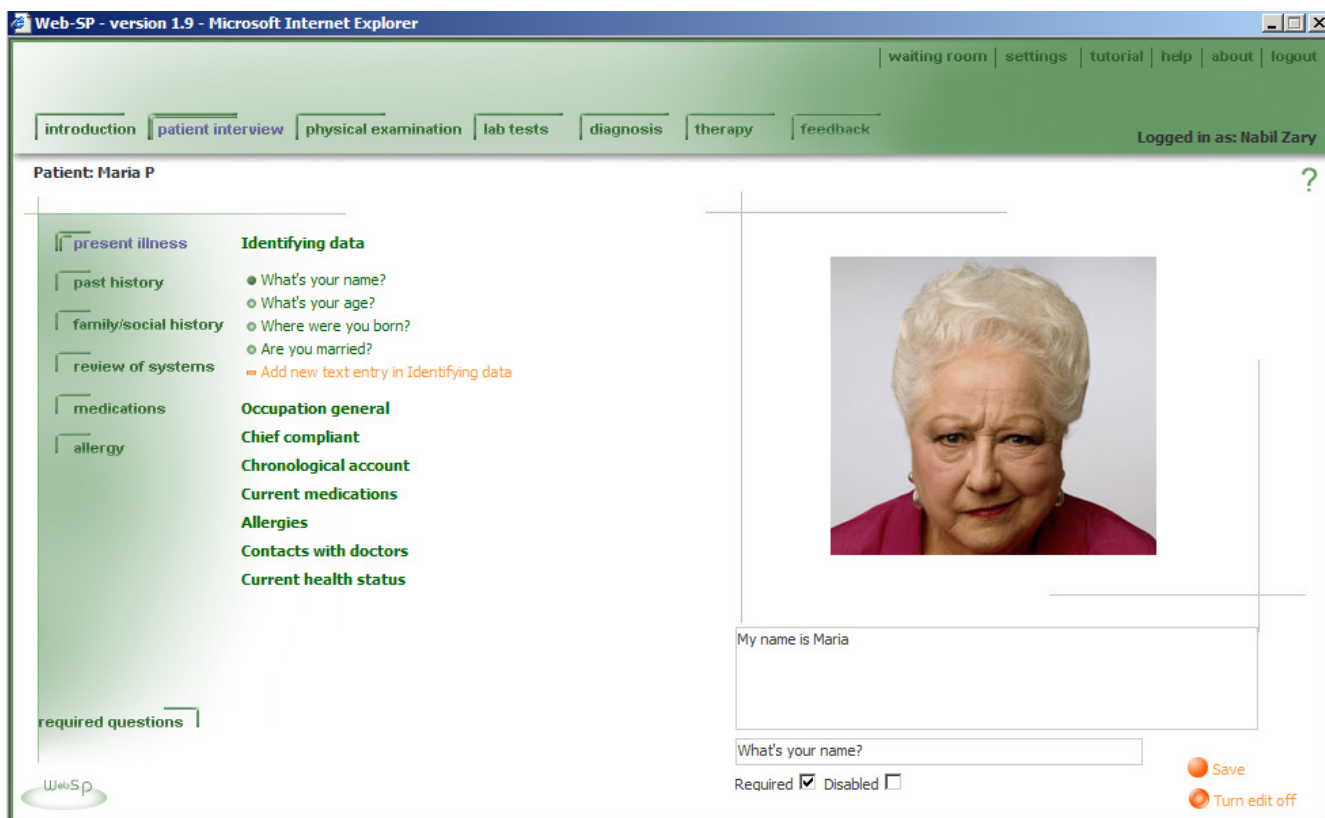 Web-SP - version 1.9 - Microsoft Internet Explorer
waiting room | settings | tutorial | help | about | logout
introduction patient interview physical examination lab tests diagnosis therapy feedback
Logged in as: Nabil Zary
Patient: Maria P
?
present illness
past history
family/social history
review of systems
medications
allergy
required questions
WebSp
Identifying data
What's your name?
What's your age?
Where were you born?
Are you married?
Add new text entry in Identifying data
Occupation general
Chief compliant
Chronological account
Current medications
Allergies
Contacts with doctors
Current health status
My name is Maria
What's your name?
Required Disabled
Save
Turn edit off